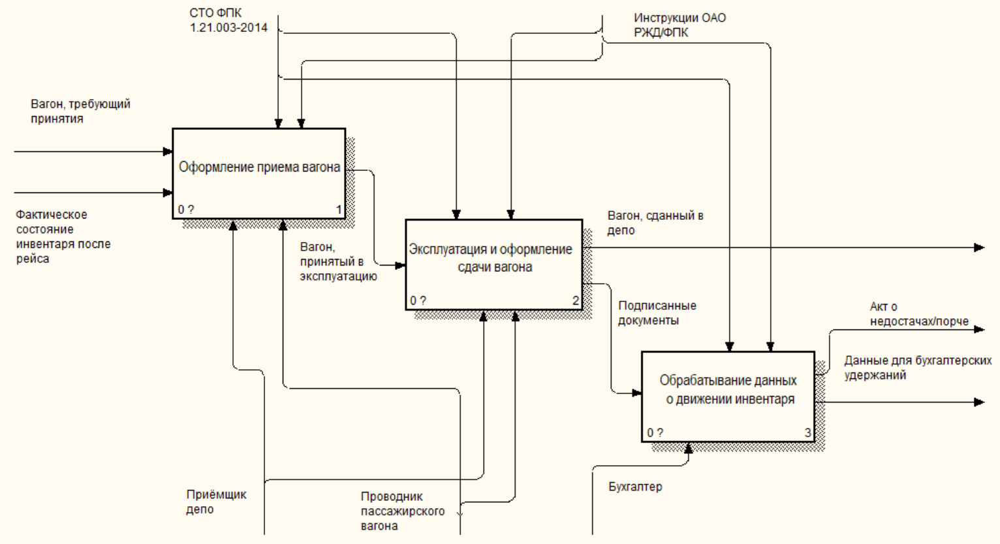 СТО ФПК
1.21.003-2014
Инструкции ОАО
РЖД/ФПК
Вагон, требующий
принятия
Оформление приема вагона
0 ?
1
Фактическое
состояние
инвентаря после
рейса
Вагон,
принятый в
эксплуатацию
Эксплуатация и оформление
сдачи вагона
0 ?
2
Вагон, сданный в
депо
Подписанные
документы
Акт о
недостачах/порче
Данные для бухгалтерских
удержаний
Обрабатывание данных
о движении инвентаря
0 ?
3
Приёмщик
депо
Проводник
пассажирского
вагона
Бухгалтер